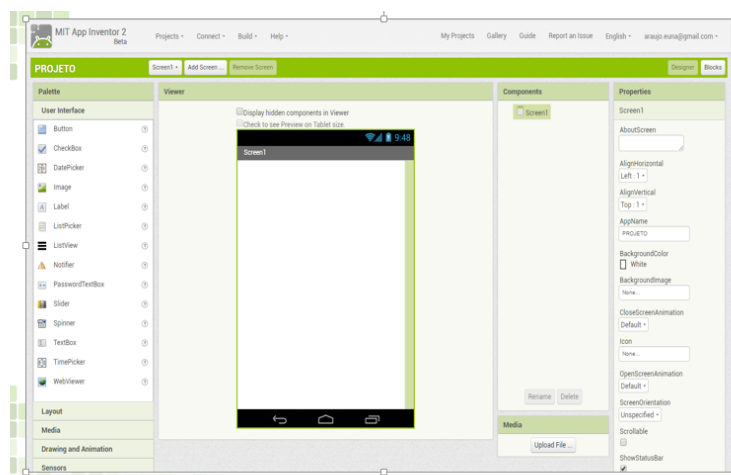 MIT App Inventor 2
Beta
Projects Connect Build Help
My Projects Gallery Guide Report an Issue English araujo.euna@gmail.com
PROJETO
Screen1 Add Screen ... Remove Screen
Designer Blocks
Palette
User Interface
Button
CheckBox
DatePicker
Image
Label
ListPicker
ListView
Notifier
PasswordTextBox
Slider
Spinner
TextBox
TimePicker
WebViewer
Layout
Media
Drawing and Animation
Sensors
Viewer
Display hidden components in Viewer
Check to see Preview on Tablet size.
9:48
Screen1
Components
Screen1
Rename Delete
Media
Upload File ...
Properties
Screen1
AboutScreen
AlignHorizontal
Left : 1
AlignVertical
Top : 1
AppName
PROJETO
BackgroundColor
White
BackgroundImage
None...
CloseScreenAnimation
Default
Icon
None...
OpenScreenAnimation
Default
ScreenOrientation
Unspecified
Scrollable
ShowStatusBar